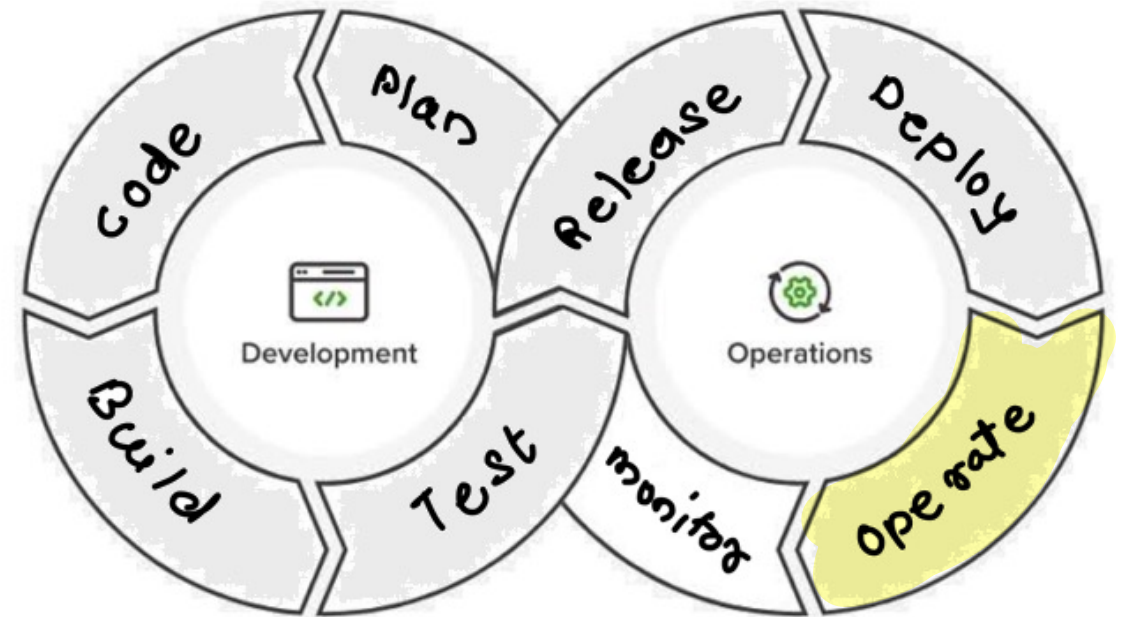 Plan
Code
Build
Test
Release
Deploy
Operate
Monitor
</>
Development
Operations